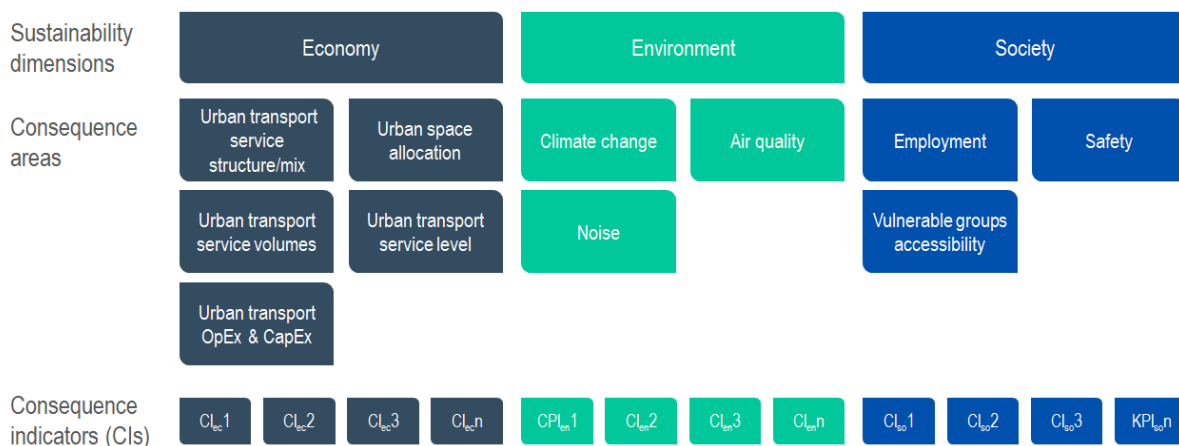 Sustainability
dimensions
Economy
Environment
Society
Consequence
areas
Urban transport
service
structure/mix
Urban space
allocation
Climate change
Air quality
Employment
Safety
Urban transport
service volumes
Urban transport
service level
Noise
Vulnerable groups
accessibility
Urban transport
OpEx & CapEx
Consequence
indicators (CIs)
CIec1
CIec2
CIec3
CIecn
CPIen1
CIen2
CIen3
CIenn
CIso1
CIso2
CIso3
KPIson